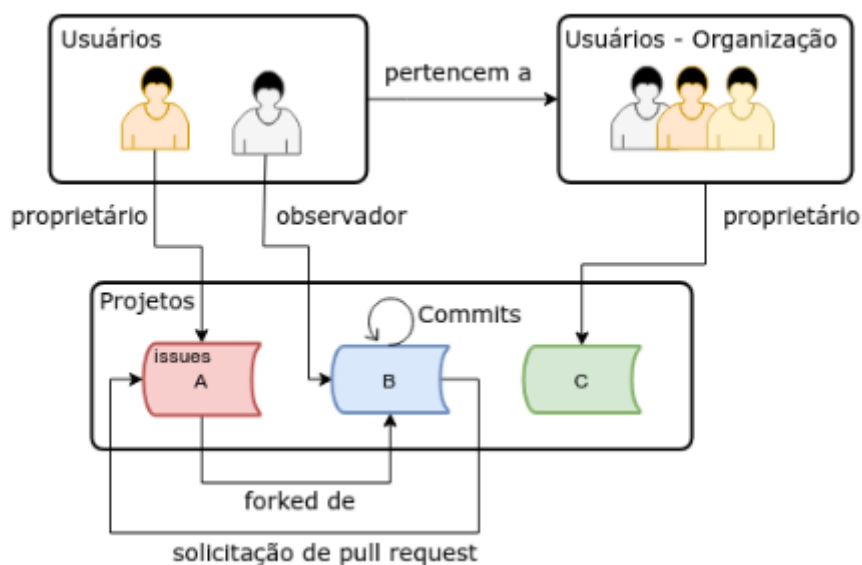 Usuários
Usuários - Organização
pertencem a
proprietário
observador
proprietário
Projetos
Commits
issues
A
B
C
forked de
solicitação de pull request